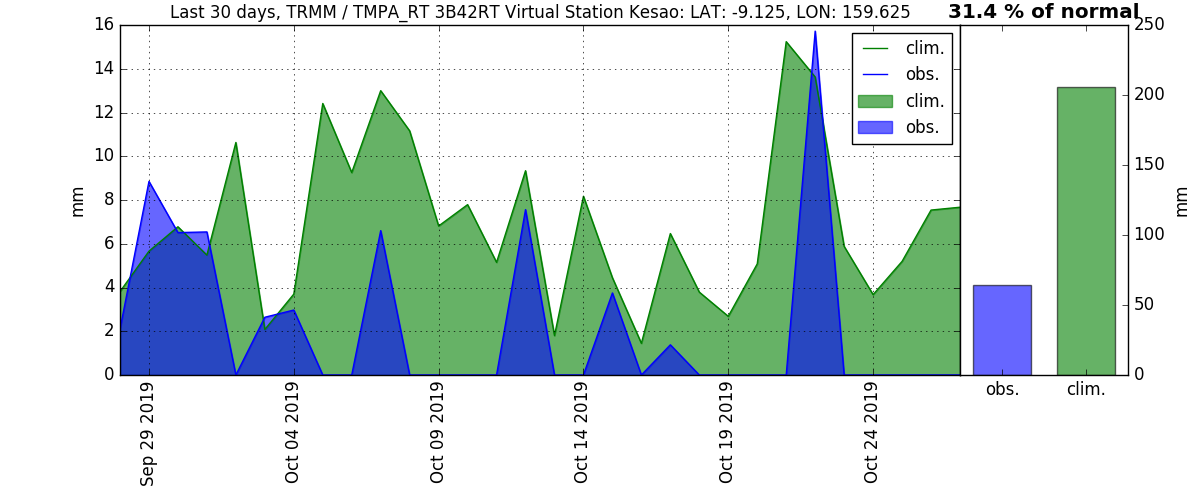 Last 30 days, TRMM / TMPA_RT 3B42RT Virtual Station Kesao: LAT: -9.125, LON: 159.625
31.4 % of normal
16
14
12
10
8
6
4
2
0
mm
clim.
obs.
clim.
obs.
250
200
150
100
50
0
mm
obs.
clim.
Sep 29 2019
Oct 04 2019
Oct 09 2019
Oct 14 2019
Oct 19 2019
Oct 24 2019